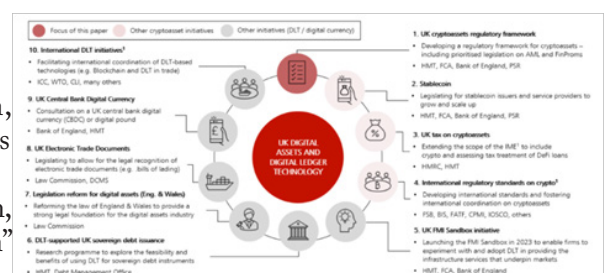 Focus of this paper
Other cryptoasset initiatives
Other initiatives (DLT / digital currency)
10. International DLT initiatives³
• Facilitating international coordination of DLT-based
technologies (e.g. Blockchain and DLT in trade)
• ICC, WTO, CLI, many others
9. UK Central Bank Digital Currency
• Consultation on a UK central bank digital
currency (CBDC) or digital pound
• Bank of England, HMT
8. UK Electronic Trade Documents
• Legislating to allow for the legal recognition of
electronic trade documents (e.g. bills of lading)
• Law Commission, DCMS
7. Legislation reform for digital assets (Eng. & Wales)
• Reforming the law of England & Wales to provide a
strong legal foundation for the digital assets industry
• Law Commission
6. DLT-supported UK sovereign debt issuance
• Research programme to explore the feasibility and
benefits of using DLT for sovereign debt instruments
• HMT, Debt Management Office
UK DIGITAL
ASSETS AND
DIGITAL LEDGER
TECHNOLOGY
1. UK cryptoassets regulatory framework
• Developing a regulatory framework for cryptoassets –
including prioritised legislation on AML and FinProms
• HMT, FCA, Bank of England, PSR
2. Stablecoin
• Legislating for stablecoin issuers and service providers to
grow and scale up
• HMT, FCA, Bank of England, PSR
3. UK tax on cryptoassets
• Extending the scope of the IME¹ to include
crypto and assessing tax treatment of DeFi loans
• HMRC, HMT
4. International regulatory standards on crypto²
• Developing international standards and fostering
international coordination on cryptoassets
• FSB, BIS, FATF, CPMI, IOSCO, others
5. UK FMI Sandbox initiative
• Launching the FMI Sandbox in 2023 to enable firms to
experiment with and adopt DLT in providing the
infrastructure services that underpin markets
• HMT, FCA, Bank of England